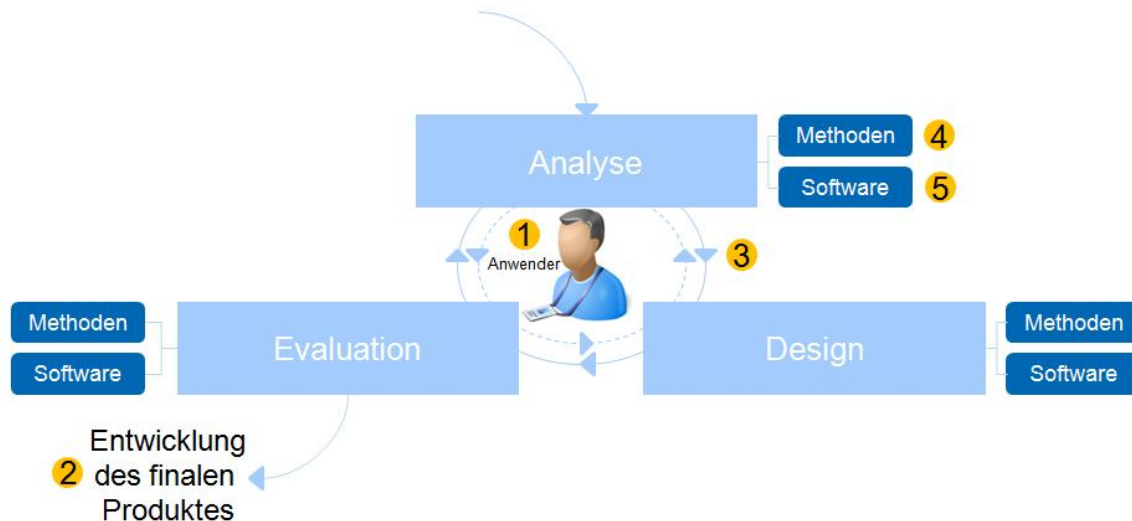 Analyse
Methoden 4
Software 5
1
Anwender
3
Methoden
Software
Evaluation
Design
Methoden
Software
2
Entwicklung
des finalen
Produktes